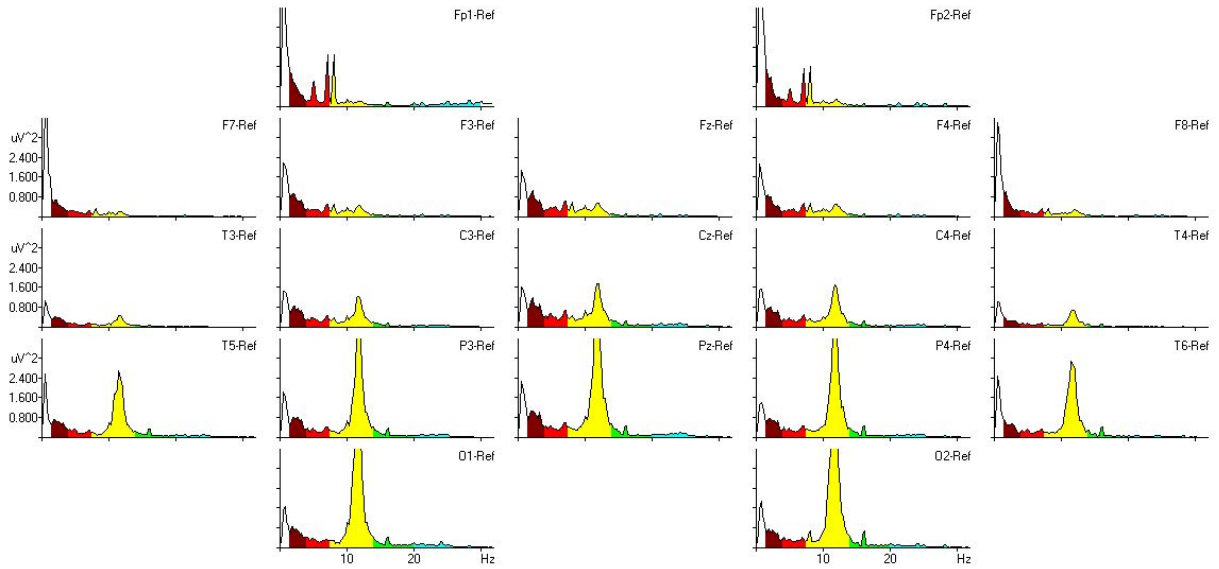 Fp1-Ref Fp2-Ref
F7-Ref F3-Ref Fz-Ref F4-Ref F8-Ref
uV^2
2.400
1.600
0.800
T3-Ref C3-Ref Cz-Ref C4-Ref T4-Ref
uV^2
2.400
1.600
0.800
T5-Ref P3-Ref Pz-Ref P4-Ref T6-Ref
uV^2
2.400
1.600
0.800
O1-Ref O2-Ref
10 20 Hz 10 20 Hz